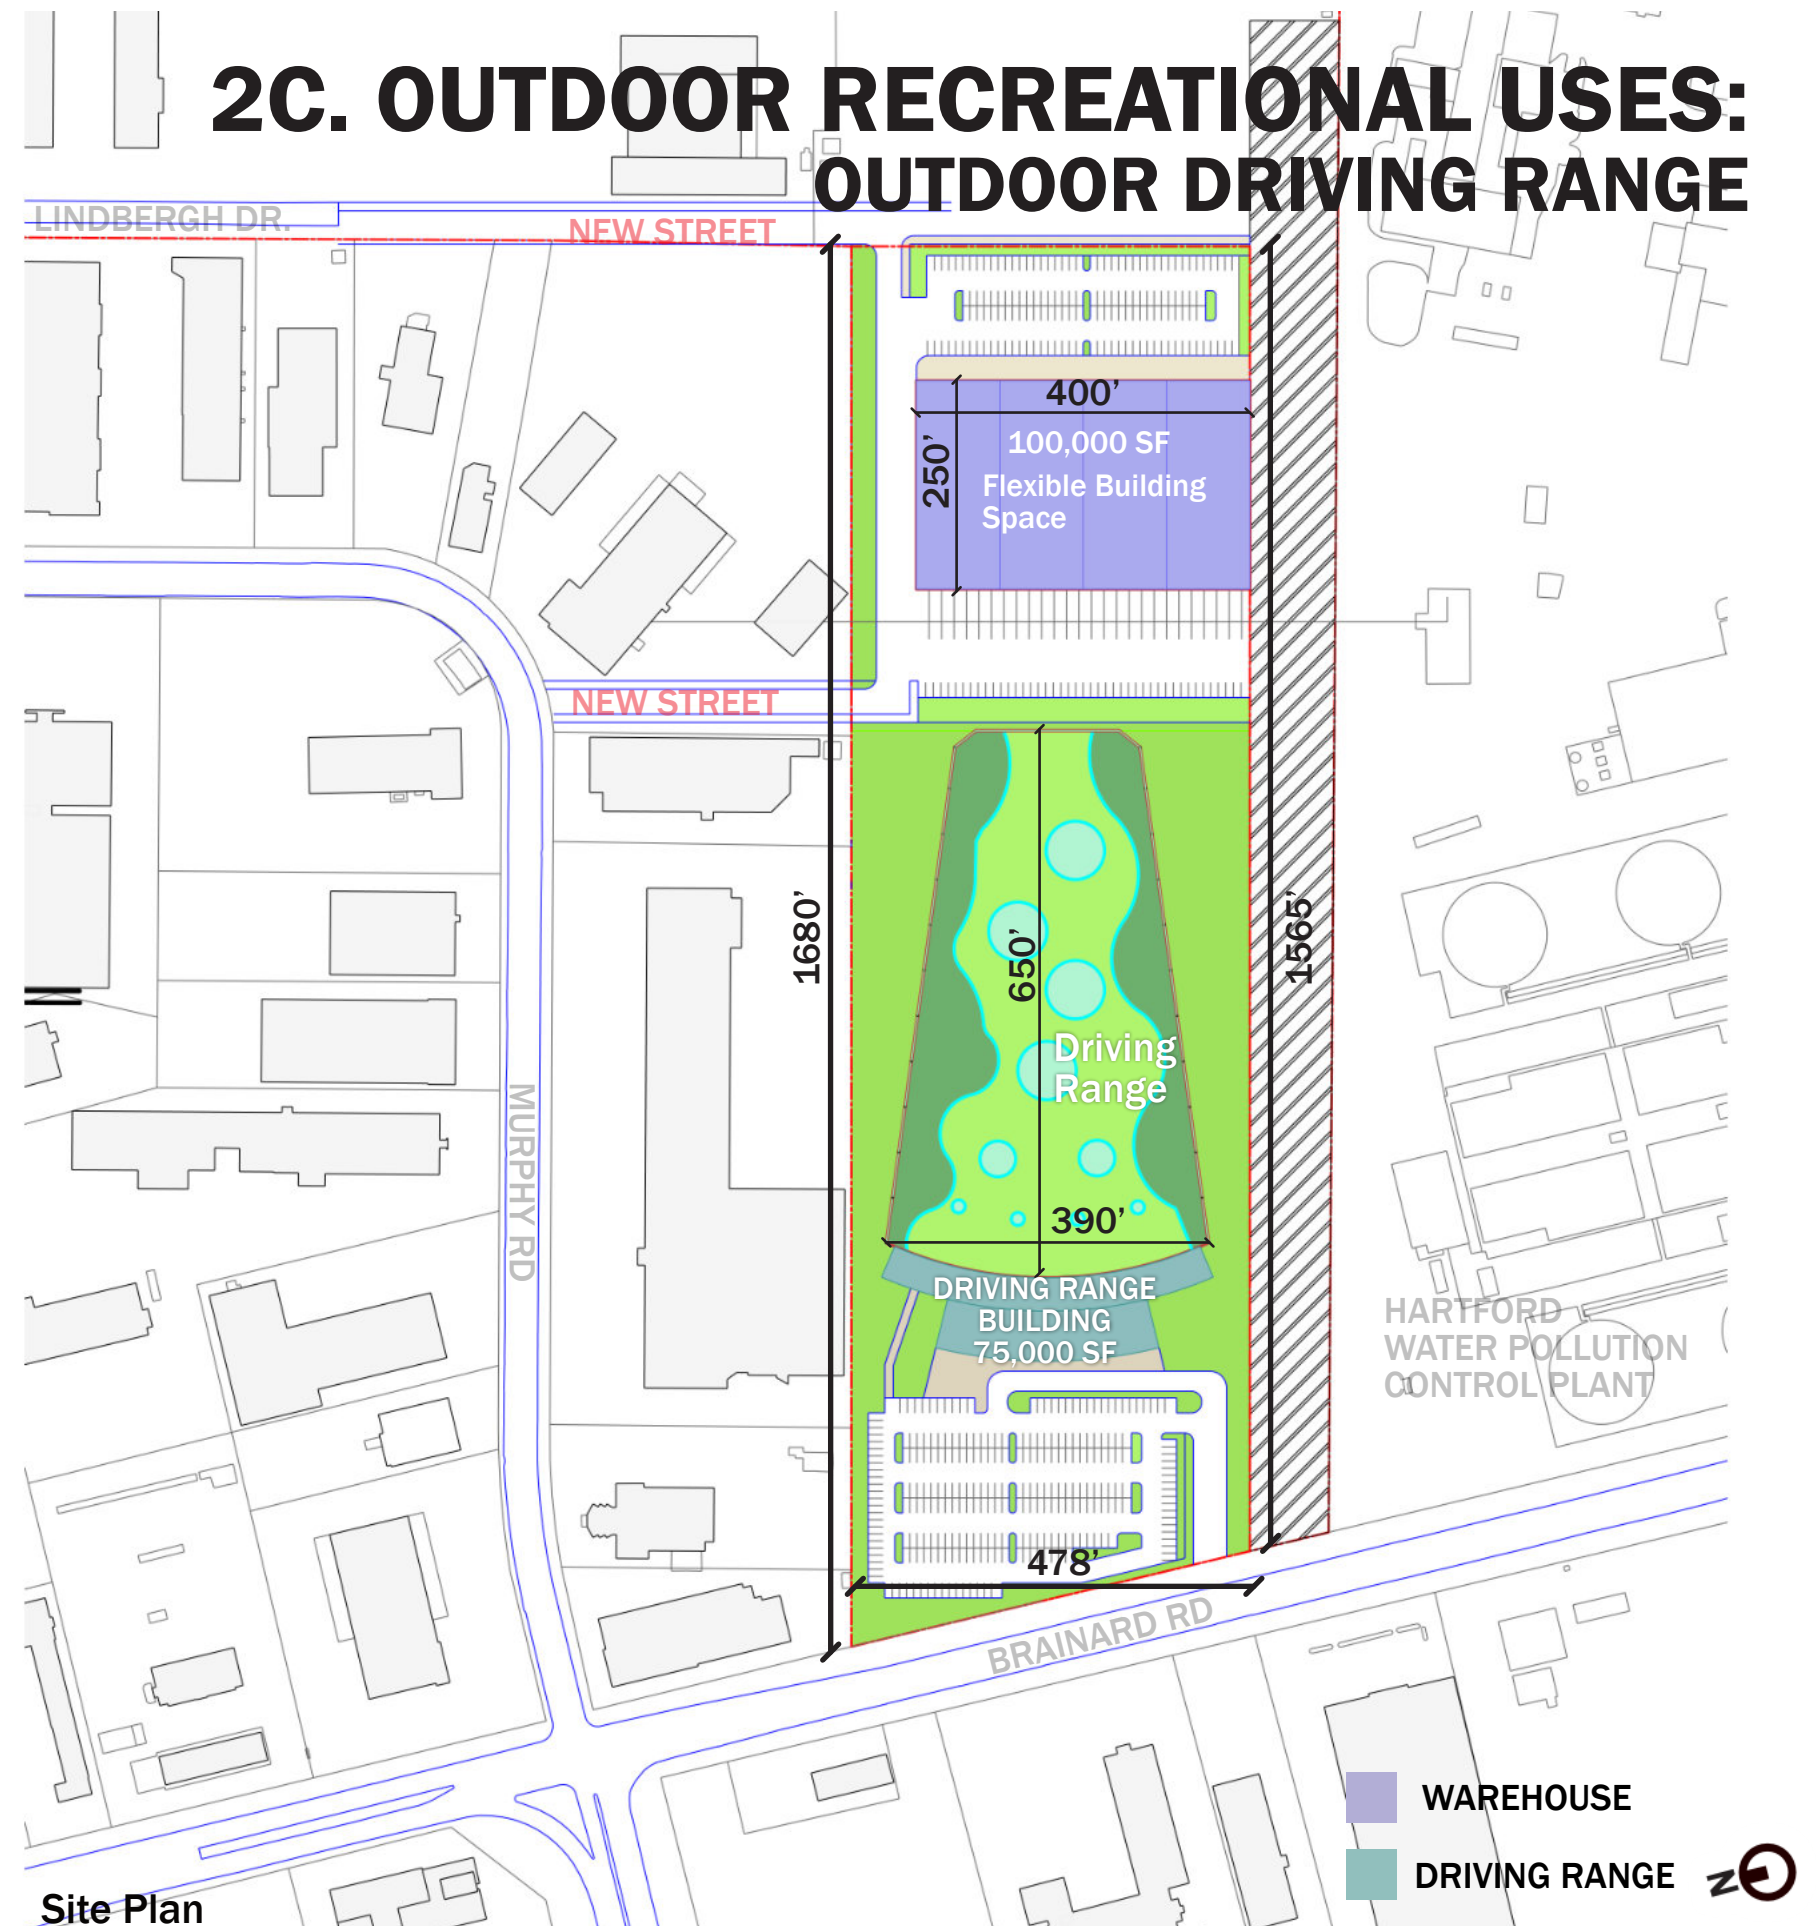 2C. OUTDOOR RECREATIONAL USES:
OUTDOOR DRIVING RANGE
LINDBERGH DR.
NEW STREET
400’
250’
100,000 SF
Flexible Building
Space
NEW STREET
1680’
650’
1565’
Driving
Range
MURPHY RD
390’
DRIVING RANGE
BUILDING
75,000 SF
HARTFORD
WATER POLLUTION
CONTROL PLANT
478’
BRAINARD RD
WAREHOUSE
DRIVING RANGE
Site Plan
N